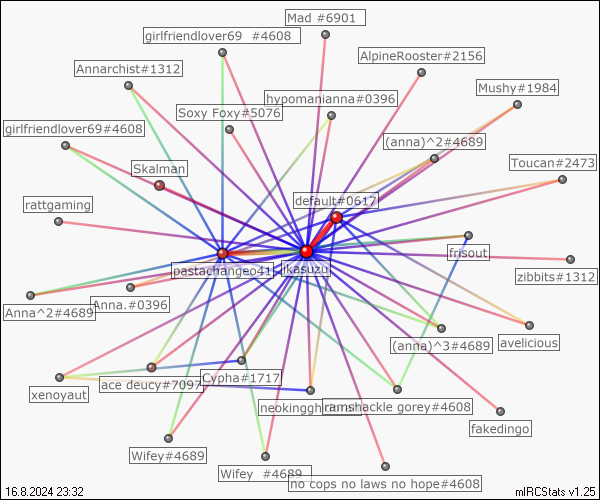 Mad #6901
girlfriendlover69 #4608
AlpineRooster#2156
Annarchist#1312
Mushy#1984
hypomanianna#0396
Soxy Foxy#5076
girlfriendlover69#4608
(anna)^2#4689
Toucan#2473
Skalman
default#0617
rattgaming
frisout
pastachangeo41
ikasuzu
zibbits#1312
Anna.#0396
Anna^2#4689
avelicious
(anna)^3#4689
Cypha#1717
ace deucy#7097
xenoyaut
ramshackle gorey#4608
fakedingo
Wifey#4689
Wifey #4689
no cops no laws no hope#4608
16.8.2024 23:32
mIRCStats v1.25